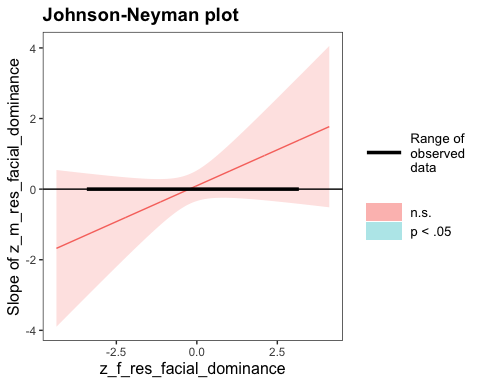 Johnson-Neyman plot
Slope of z_m_res_facial_dominance
4
2
0
-2
-4
-2.5
0.0
2.5
z_f_res_facial_dominance
Range of
observed
data
n.s.
p < .05